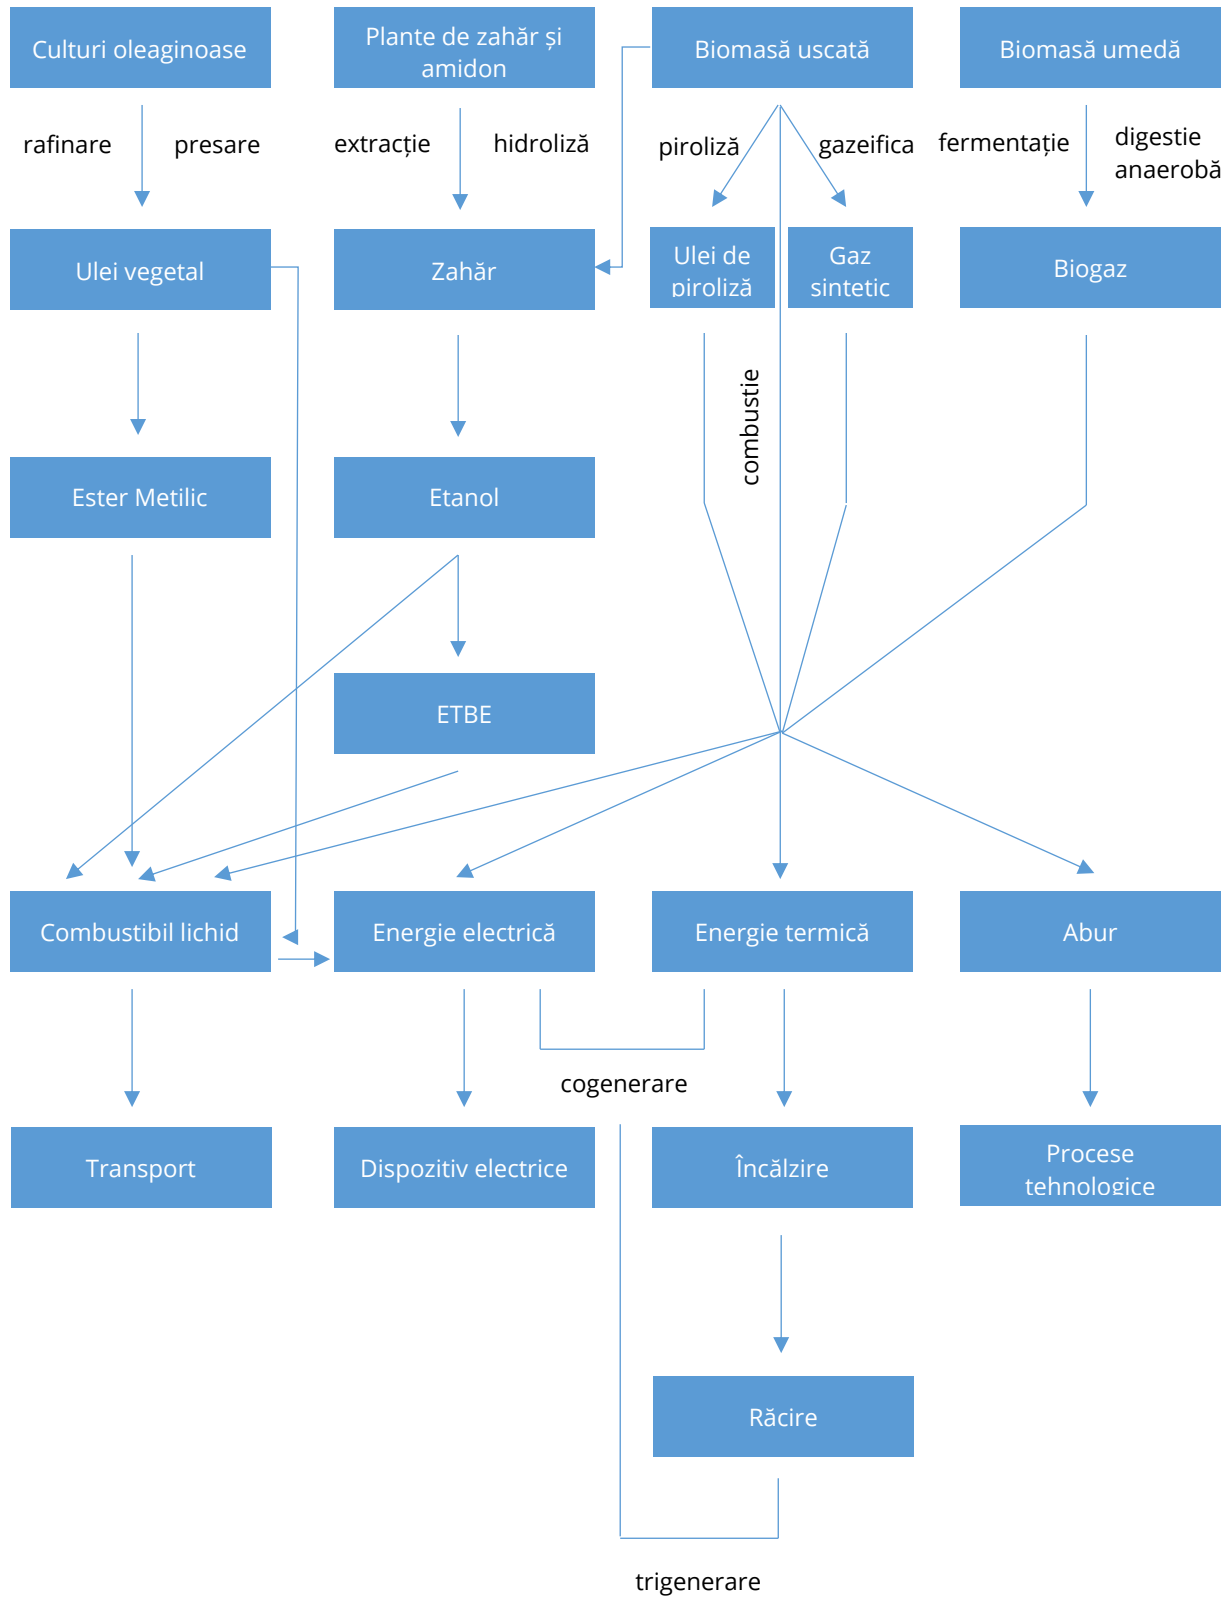 Culturi oleaginoase
Plante de zahăr și
amidon
Biomasă uscată
Biomasă umedă
rafinare
presare
extracție
hidroliză
piroliză
gazeifica
fermentație
digestie
anaerobă
Ulei vegetal
Zahăr
Ulei de
piroliză
Gaz
sintetic
Biogaz
combustie
Ester Metilic
Etanol
ETBE
Combustibil lichid
Energie electrică
Energie termică
Abur
cogenerare
Transport
Dispozitiv electrice
Încălzire
Procese
tehnologice
Răcire
trigenerare